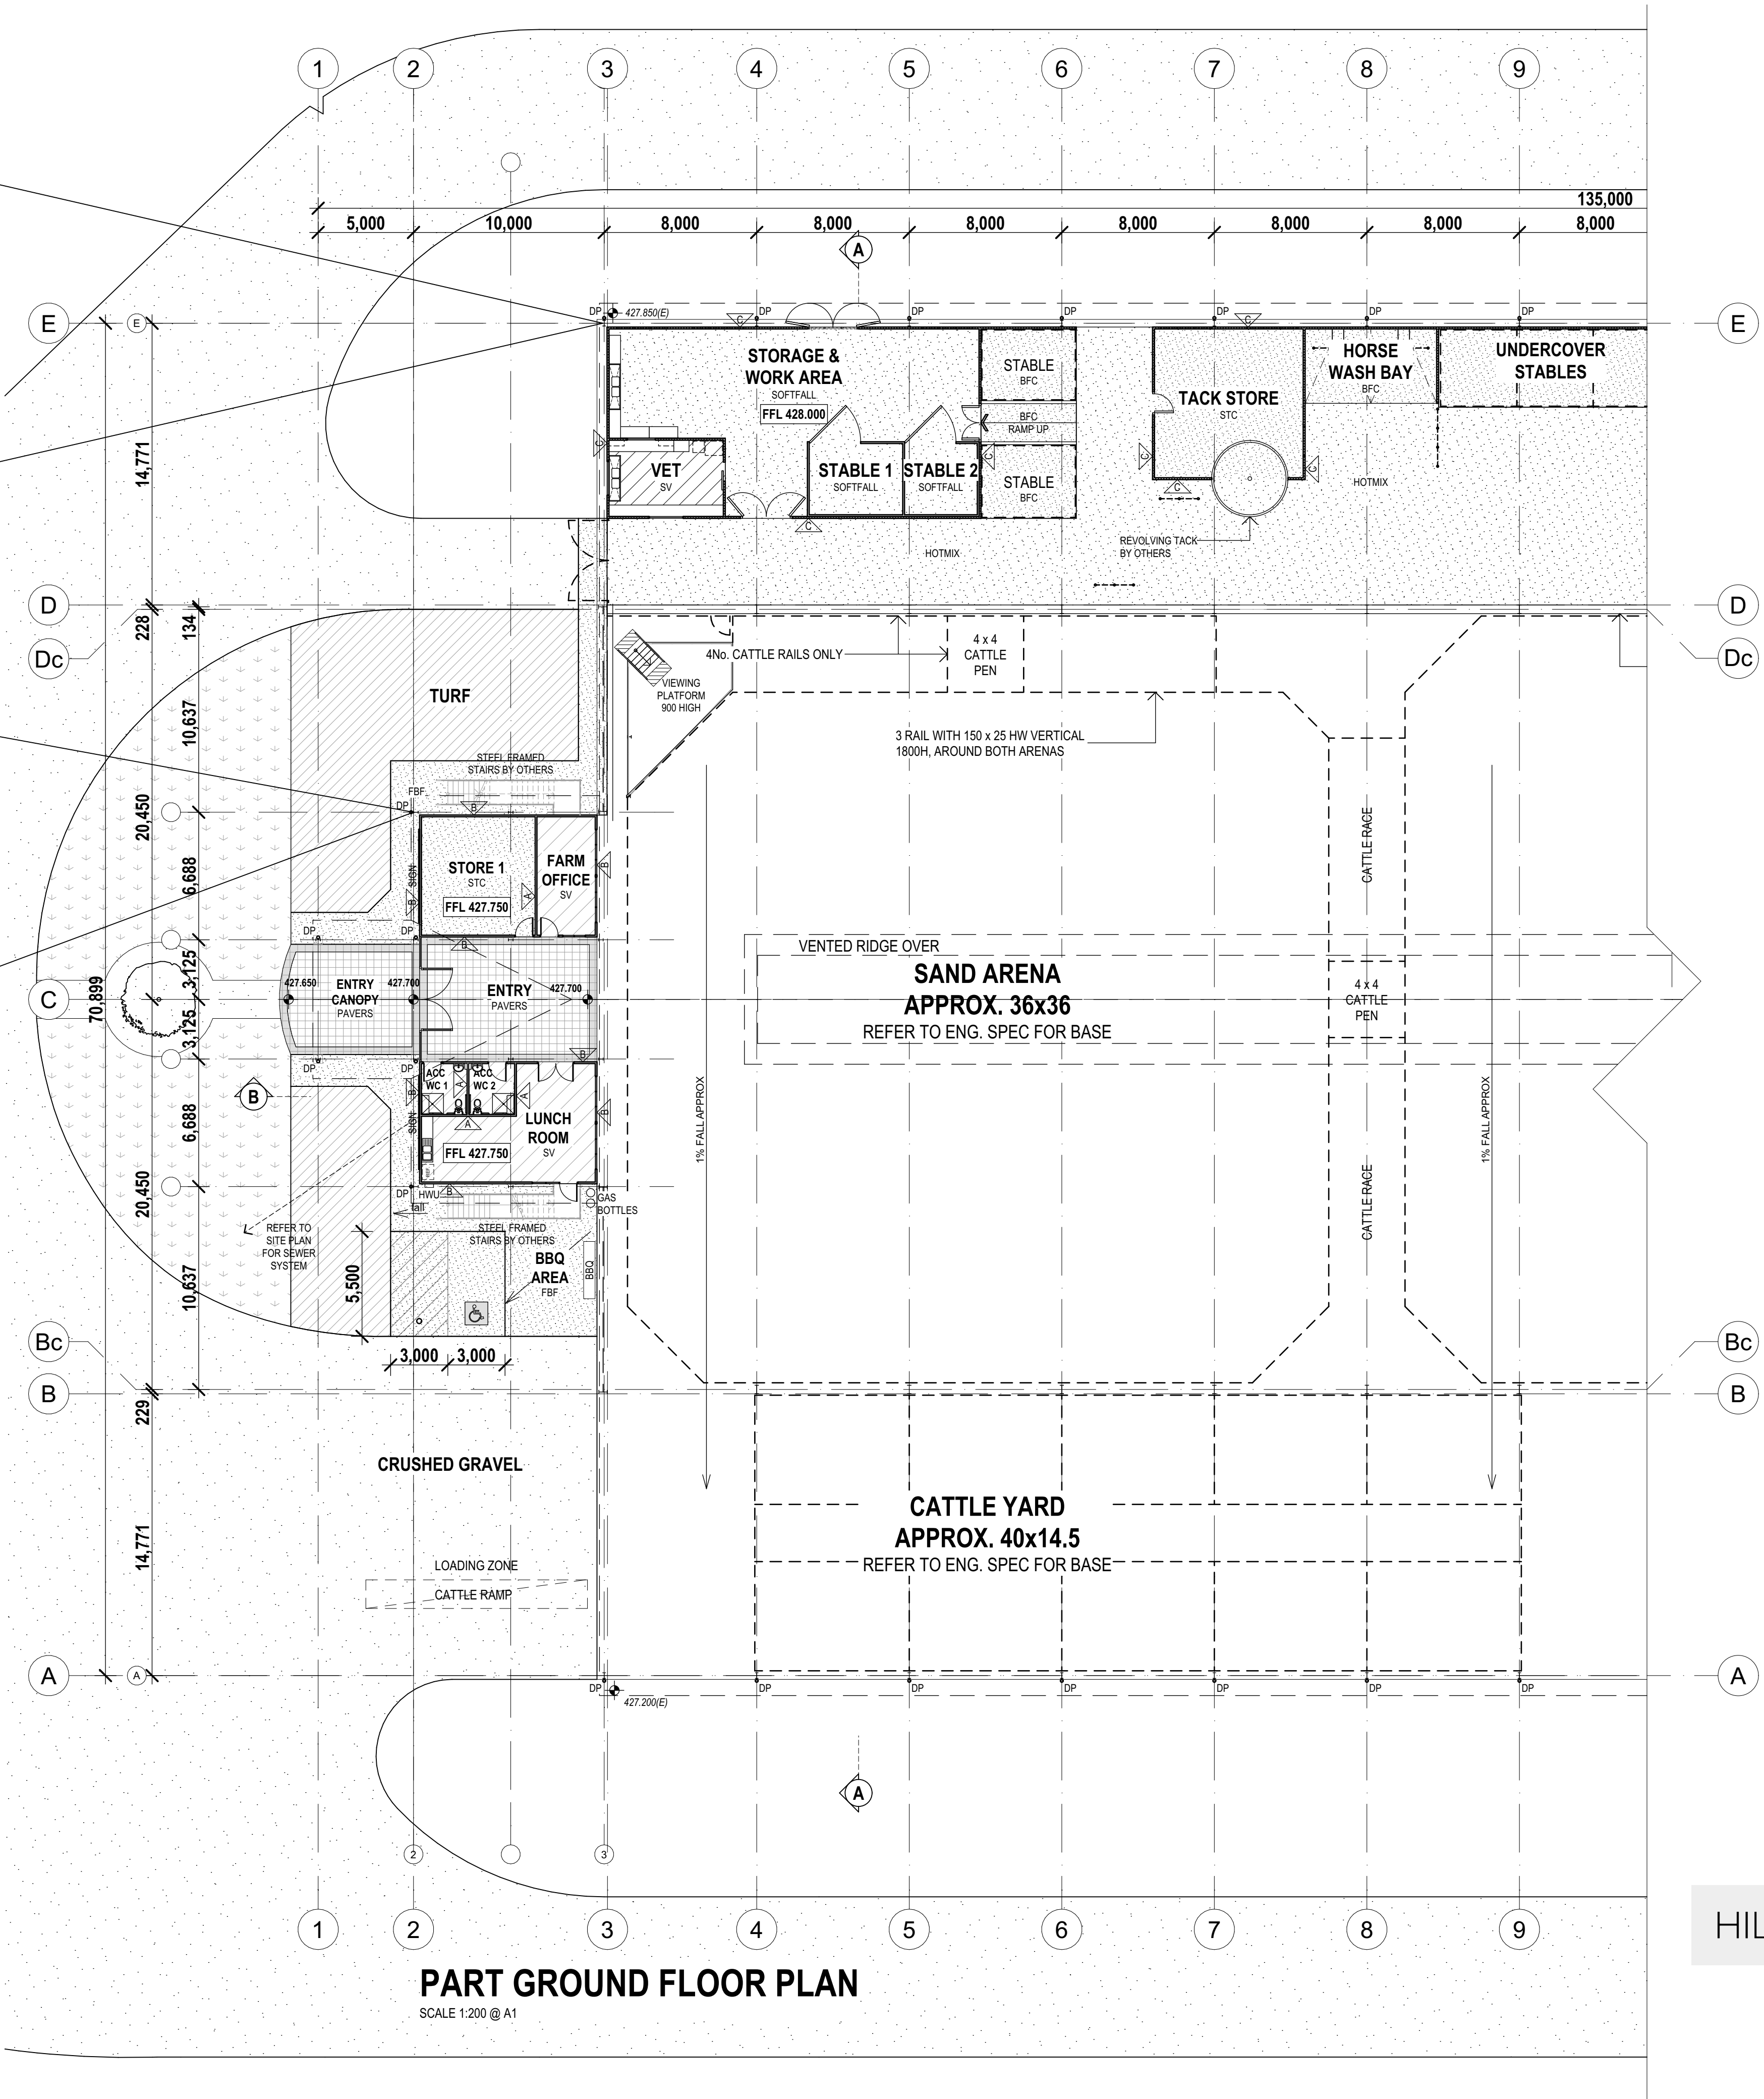 1 2 3 4 5 6 7 8 9
135,000
5,000 10,000 8,000 8,000 8,000 8,000 8,000 8,000 8,000
A
E E E
DP 427.850(E) DP DP DP DP DP DP
C C
STORAGE &
WORK AREA
SOFTFALL
FFL 428.000
STABLE
BFC
BFC
RAMP UP
STABLE
BFC
TACK STORE
STC
HORSE
WASH BAY
BFC
UNDERCOVER
STABLES
C
VET
SV
STABLE 1
SOFTFALL
STABLE 2
SOFTFALL
C C C C
HOTMIX
C
REVOLVING TACK
BY OTHERS
HOTMIX
14,771
D D
228 134
Dc Dc
4No. CATTLE RAILS ONLY
4 x 4
CATTLE
PEN
VIEWING
PLATFORM
900 HIGH
TURF
10,637
3 RAIL WITH 150 x 25 HW VERTICAL
1800H, AROUND BOTH ARENAS
STEEL FRAMED
STAIRS BY OTHERS
FBF
DP B
20,450
6,688
CATTLE RACE
STORE 1
STC
FFL 427.750
FARM
OFFICE
SV
SIGN
B A B
DP DP
B
VENTED RIDGE OVER
SAND ARENA
APPROX. 36x36
REFER TO ENG. SPEC FOR BASE
3,125
C C
70,899
427.650
ENTRY
CANOPY
PAVERS
427.700
ENTRY
PAVERS
427.700
4 x 4
CATTLE
PEN
3,125
B
DP DP
ACC
WC 1
ACC
WC 2
A
B
B A B
SIGN
A
LUNCH
ROOM
SV
FFL 427.750
6,688
1% FALL APPROX
1% FALL APPROX
20,450
DP HWU B
fall
GAS
BOTTLES
CATTLE RACE
REFER TO
SITE PLAN
FOR SEWER
SYSTEM
STEEL FRAMED
STAIRS BY OTHERS
BBQ
AREA
FBF
BBQ
5,500
10,637
3,000 3,000
Bc Bc
B B
229
CRUSHED GRAVEL
CATTLE YARD
APPROX. 40x14.5
REFER TO ENG. SPEC FOR BASE
14,771
LOADING ZONE
CATTLE RAMP
A A A
DP 427.200(E) DP DP DP DP DP DP
A
2 3
1 2 3 4 5 6 7 8 9
HIL
PART GROUND FLOOR PLAN
SCALE 1:200 @ A1